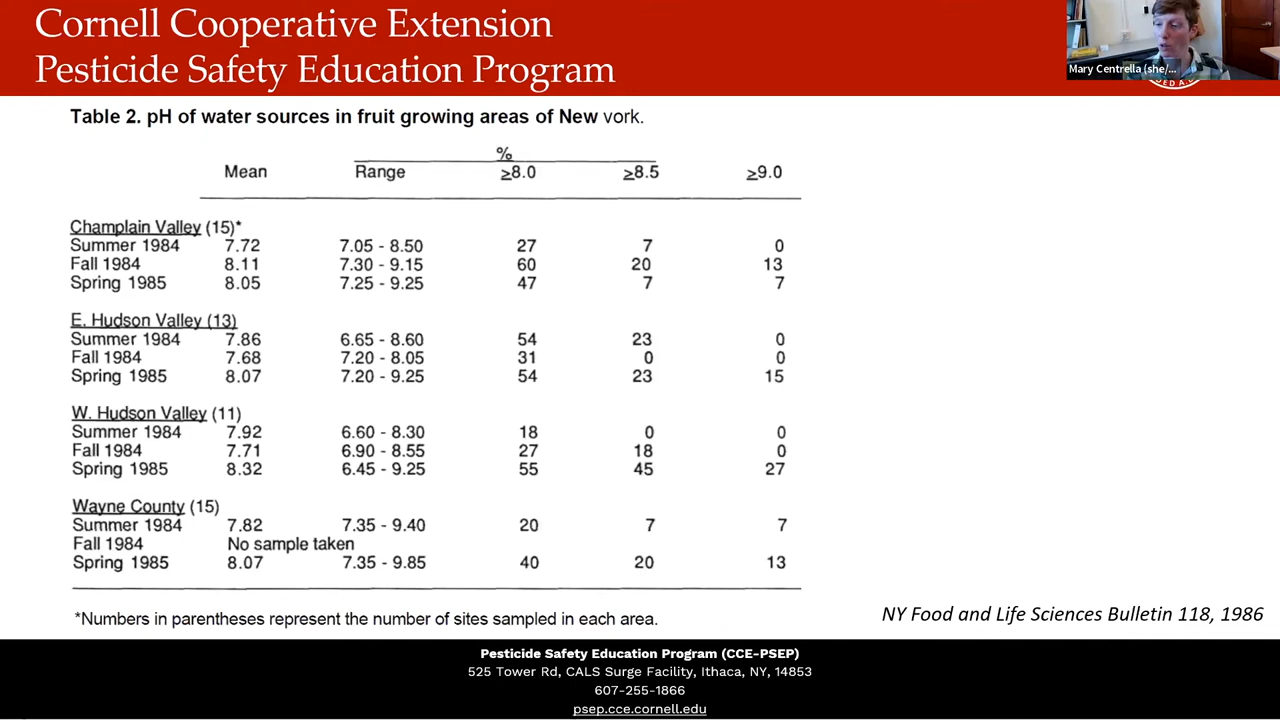 Cornell Cooperative Extension
Pesticide Safety Education Program
Mary Centrella (she/...
Table 2. pH of water sources in fruit growing areas of New vork.
%
Mean Range ≥8.0 ≥8.5 ≥9.0
Champlain Valley (15)*
Summer 1984 7.72 7.05 - 8.50 27 7 0
Fall 1984 8.11 7.30 - 9.15 60 20 13
Spring 1985 8.05 7.25 - 9.25 47 7 7
E. Hudson Valley (13)
Summer 1984 7.86 6.65 - 8.60 54 23 0
Fall 1984 7.68 7.20 - 8.05 31 0 0
Spring 1985 8.07 7.20 - 9.25 54 23 15
W. Hudson Valley (11)
Summer 1984 7.92 6.60 - 8.30 18 0 0
Fall 1984 7.71 6.90 - 8.55 27 18 0
Spring 1985 8.32 6.45 - 9.25 55 45 27
Wayne County (15)
Summer 1984 7.82 7.35 - 9.40 20 7 7
Fall 1984 No sample taken
Spring 1985 8.07 7.35 - 9.85 40 20 13
*Numbers in parentheses represent the number of sites sampled in each area.
NY Food and Life Sciences Bulletin 118, 1986
Pesticide Safety Education Program (CCE-PSEP)
525 Tower Rd, CALS Surge Facility, Ithaca, NY, 14853
607-255-1866
psep.cce.cornell.edu